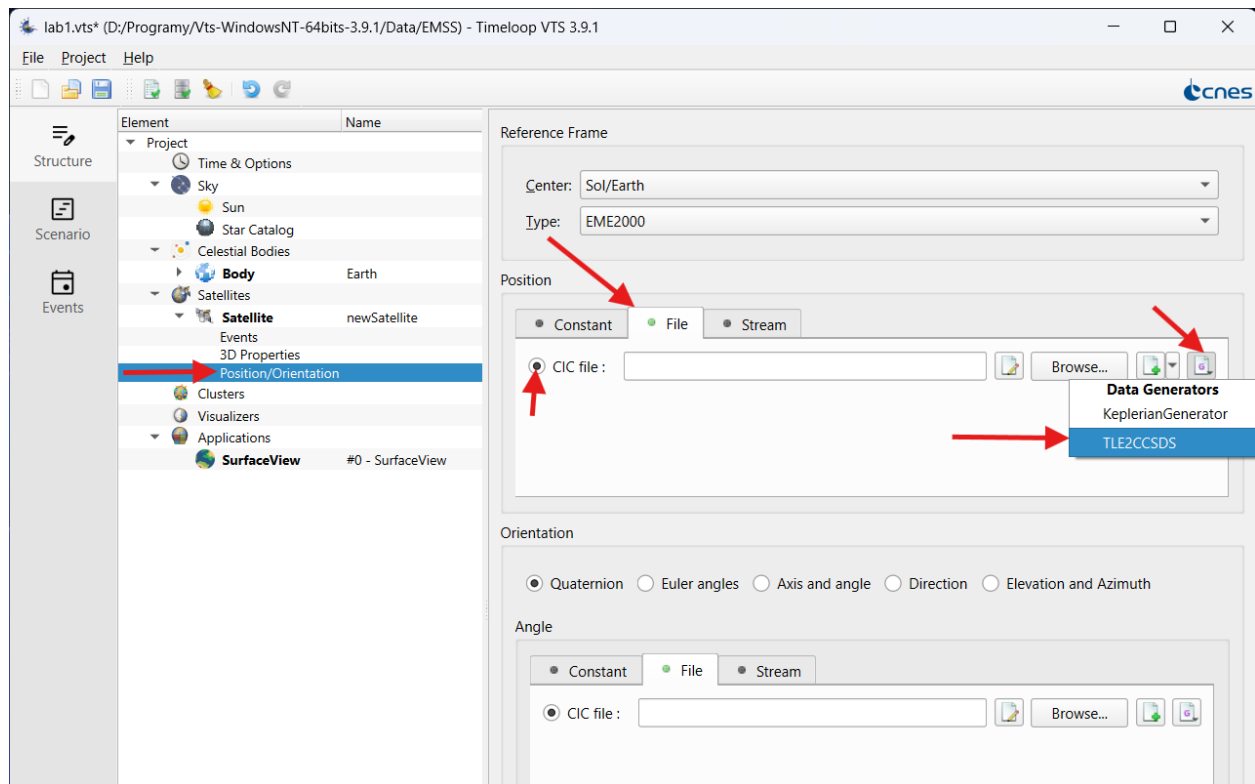 lab1.vts* (D:/Programy/Vts-WindowsNT-64bits-3.9.1/Data/EMSS) - Timeloop VTS 3.9.1
File Project Help
cnes
Structure
Scenario
Events
Element Name
Project
Time & Options
Sky
Sun
Star Catalog
Celestial Bodies
Body Earth
Satellites
Satellite newSatellite
Events
3D Properties
Position/Orientation
Clusters
Visualizers
Applications
SurfaceView #0 - SurfaceView
Reference Frame
Center: Sol/Earth
Type: EME2000
Position
Constant File Stream
CIC file : Browse...
Data Generators
KeplerianGenerator
TLE2CCSDS
Orientation
Quaternion Euler angles Axis and angle Direction Elevation and Azimuth
Angle
Constant File Stream
CIC file : Browse...